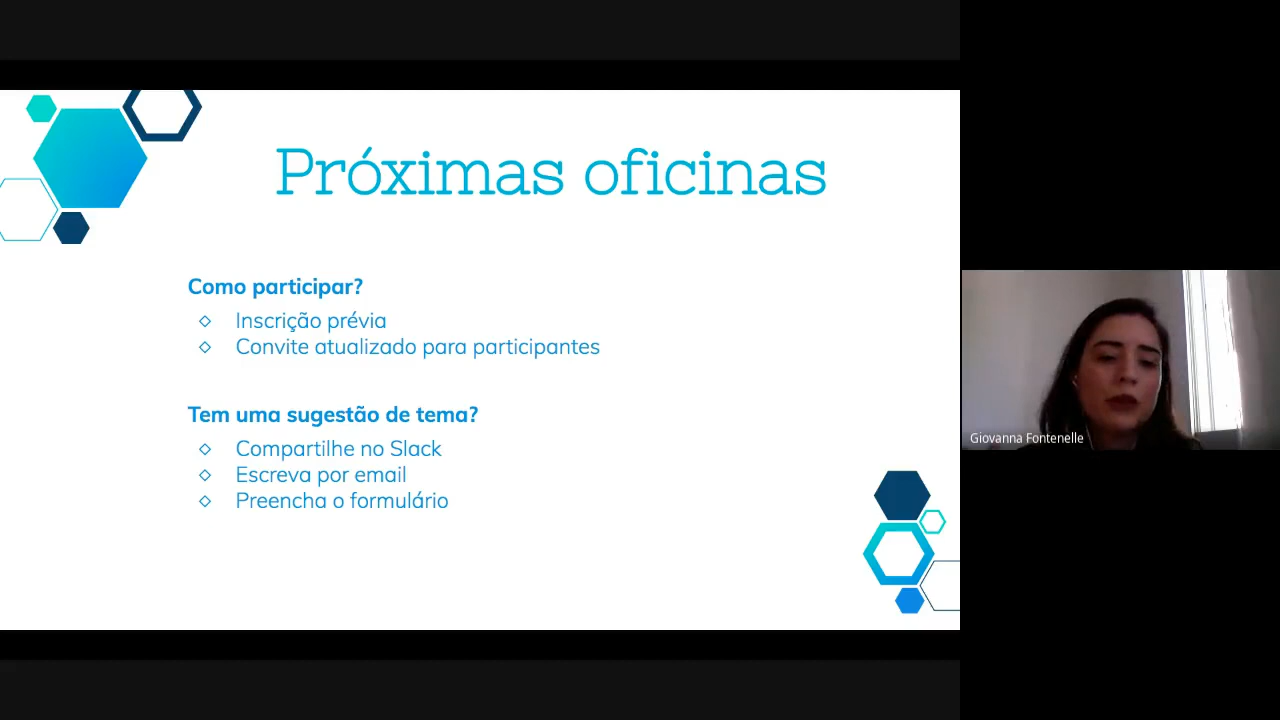 Próximas oficinas
Como participar?
Inscrição prévia
Convite atualizado para participantes
Tem uma sugestão de tema?
Compartilhe no Slack
Escreva por email
Preencha o formulário
Giovanna Fontenelle